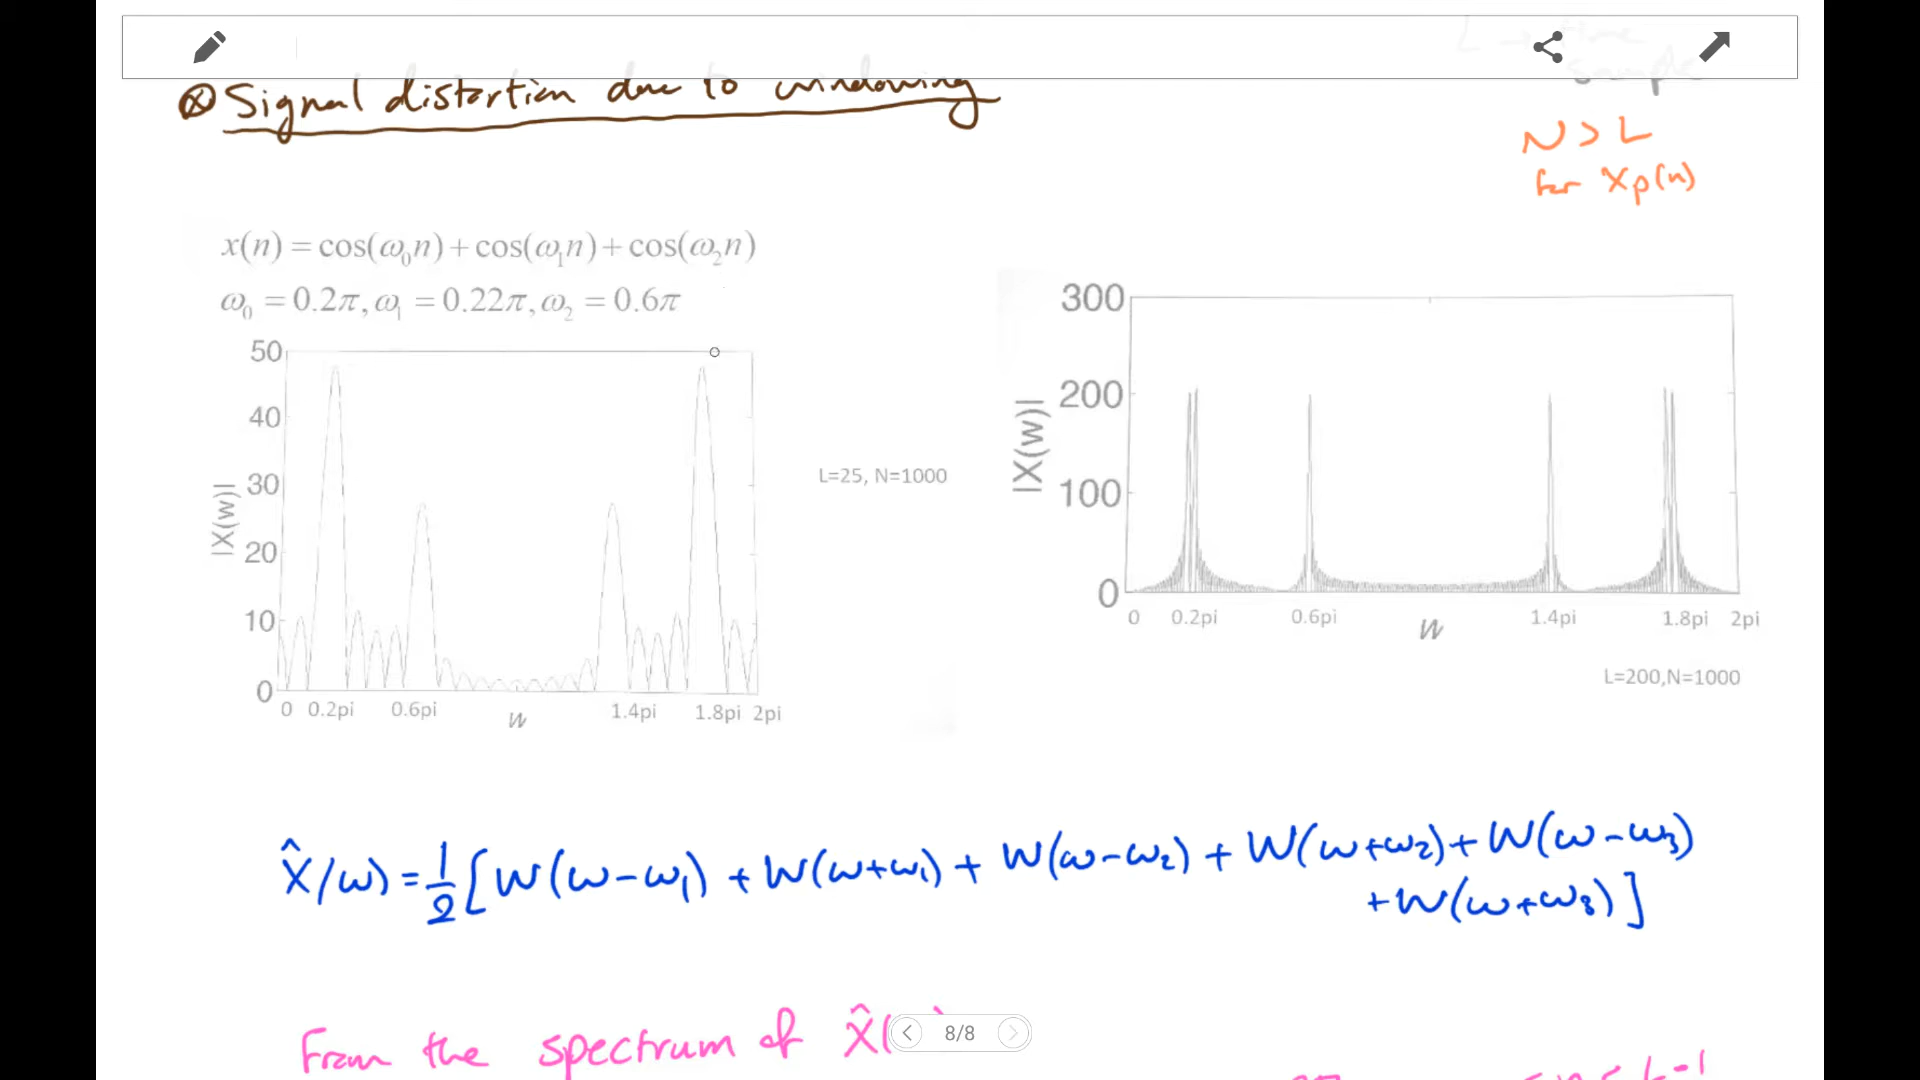 ⊗ Signal distortion due to windowing
sample
N > L
for xp(n)
x(n) = cos(ω₀n) + cos(ω₁n) + cos(ω₂n)
ω₀ = 0.2π, ω₁ = 0.22π, ω₂ = 0.6π
50
40
30
20
10
0
|X(w)|
0 0.2pi 0.6pi 1.4pi 1.8pi 2pi
W
L=25, N=1000
300
200
100
0
|X(w)|
0 0.2pi 0.6pi 1.4pi 1.8pi 2pi
W
L=200,N=1000
X̂(ω) = 1/2 [W(ω-ω₁) + W(ω+ω₁) + W(ω-ω₂) + W(ω+ω₂) + W(ω-ω₃)
+ W(ω+ω₃)]
From the spectrum of X̂(
8/8